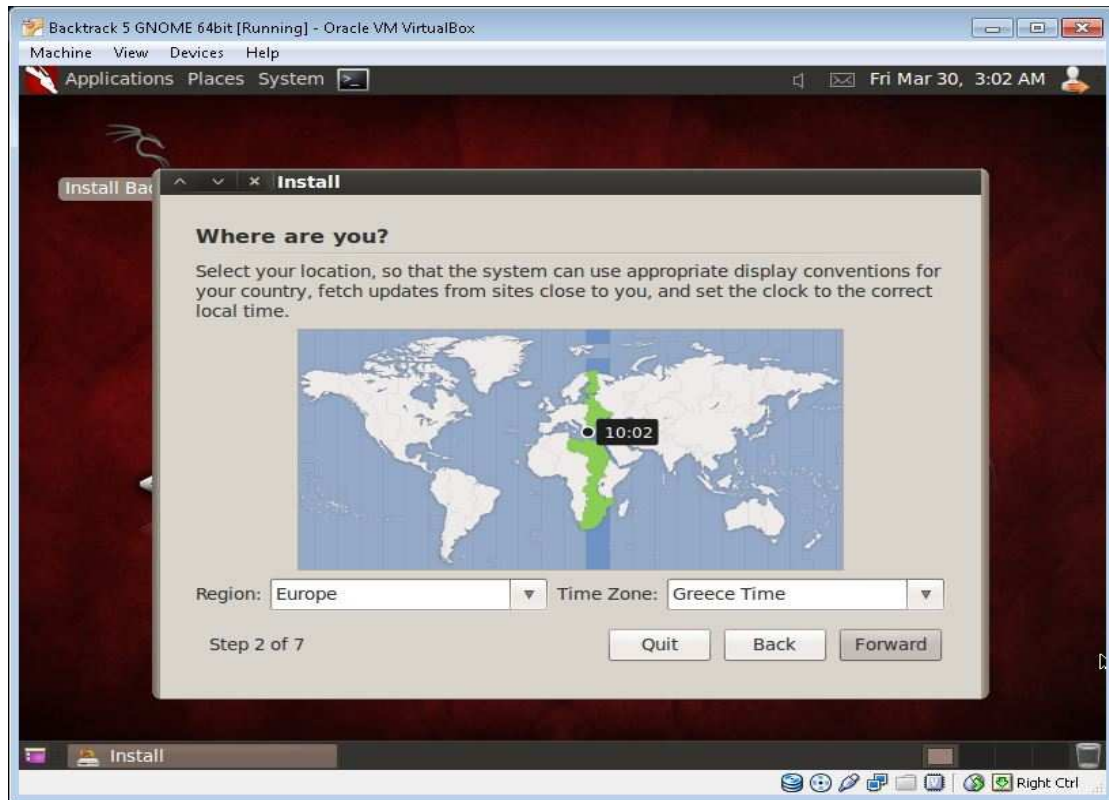 Backtrack 5 GNOME 64bit [Running] - Oracle VM VirtualBox
Machine View Devices Help
Applications Places System Fri Mar 30, 3:02 AM
Install Bac
Install
Where are you?
Select your location, so that the system can use appropriate display conventions for
your country, fetch updates from sites close to you, and set the clock to the correct
local time.
10:02
Region: Europe Time Zone: Greece Time
Step 2 of 7 Quit Back Forward
Install
Right Ctrl